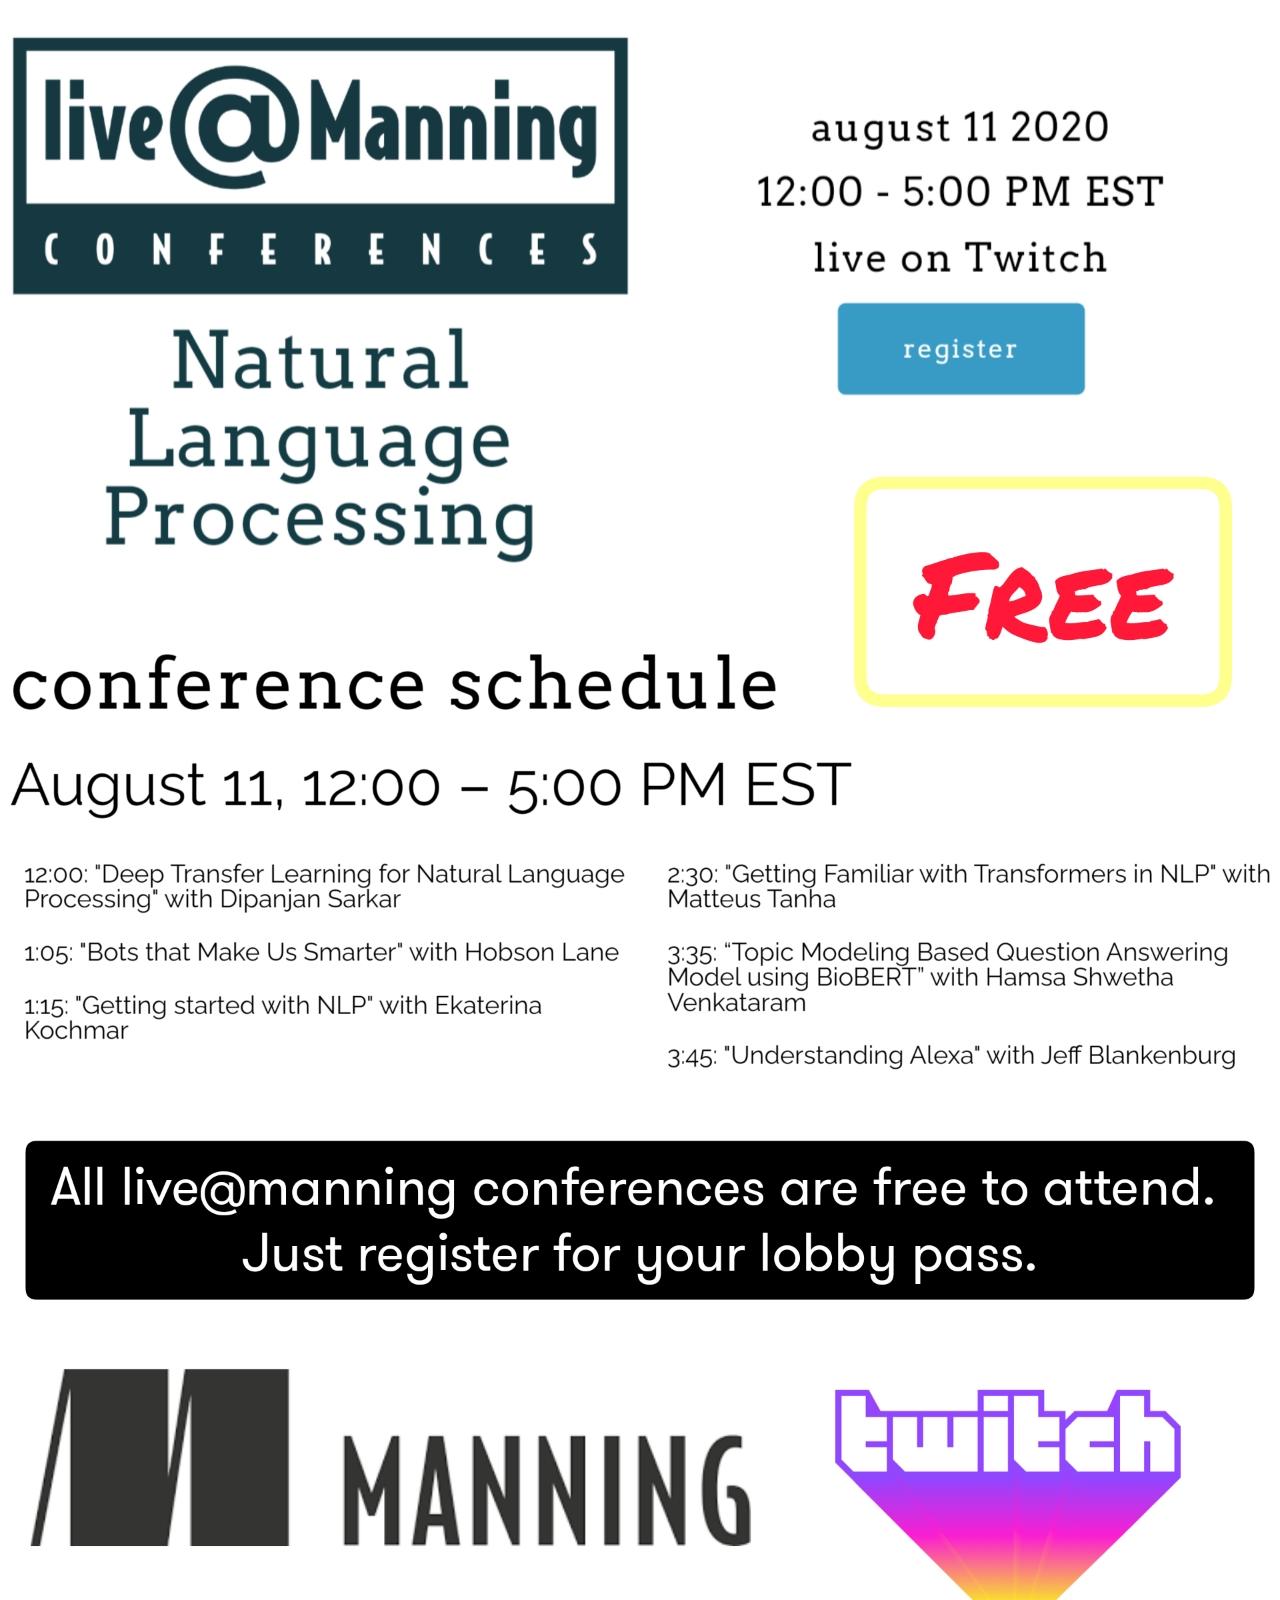 live@Manning
CONFERENCES
Natural
Language
Processing
august 11 2020
12:00 - 5:00 PM EST
live on Twitch
register
FREE
conference schedule
August 11, 12:00 – 5:00 PM EST
12:00: "Deep Transfer Learning for Natural Language
Processing" with Dipanjan Sarkar
1:05: "Bots that Make Us Smarter" with Hobson Lane
1:15: "Getting started with NLP" with Ekaterina
Kochmar
2:30: "Getting Familiar with Transformers in NLP" with
Matteus Tanha
3:35: “Topic Modeling Based Question Answering
Model using BioBERT” with Hamsa Shwetha
Venkataram
3:45: "Understanding Alexa" with Jeff Blankenburg
All live@manning conferences are free to attend.
Just register for your lobby pass.
MANNING
twitch